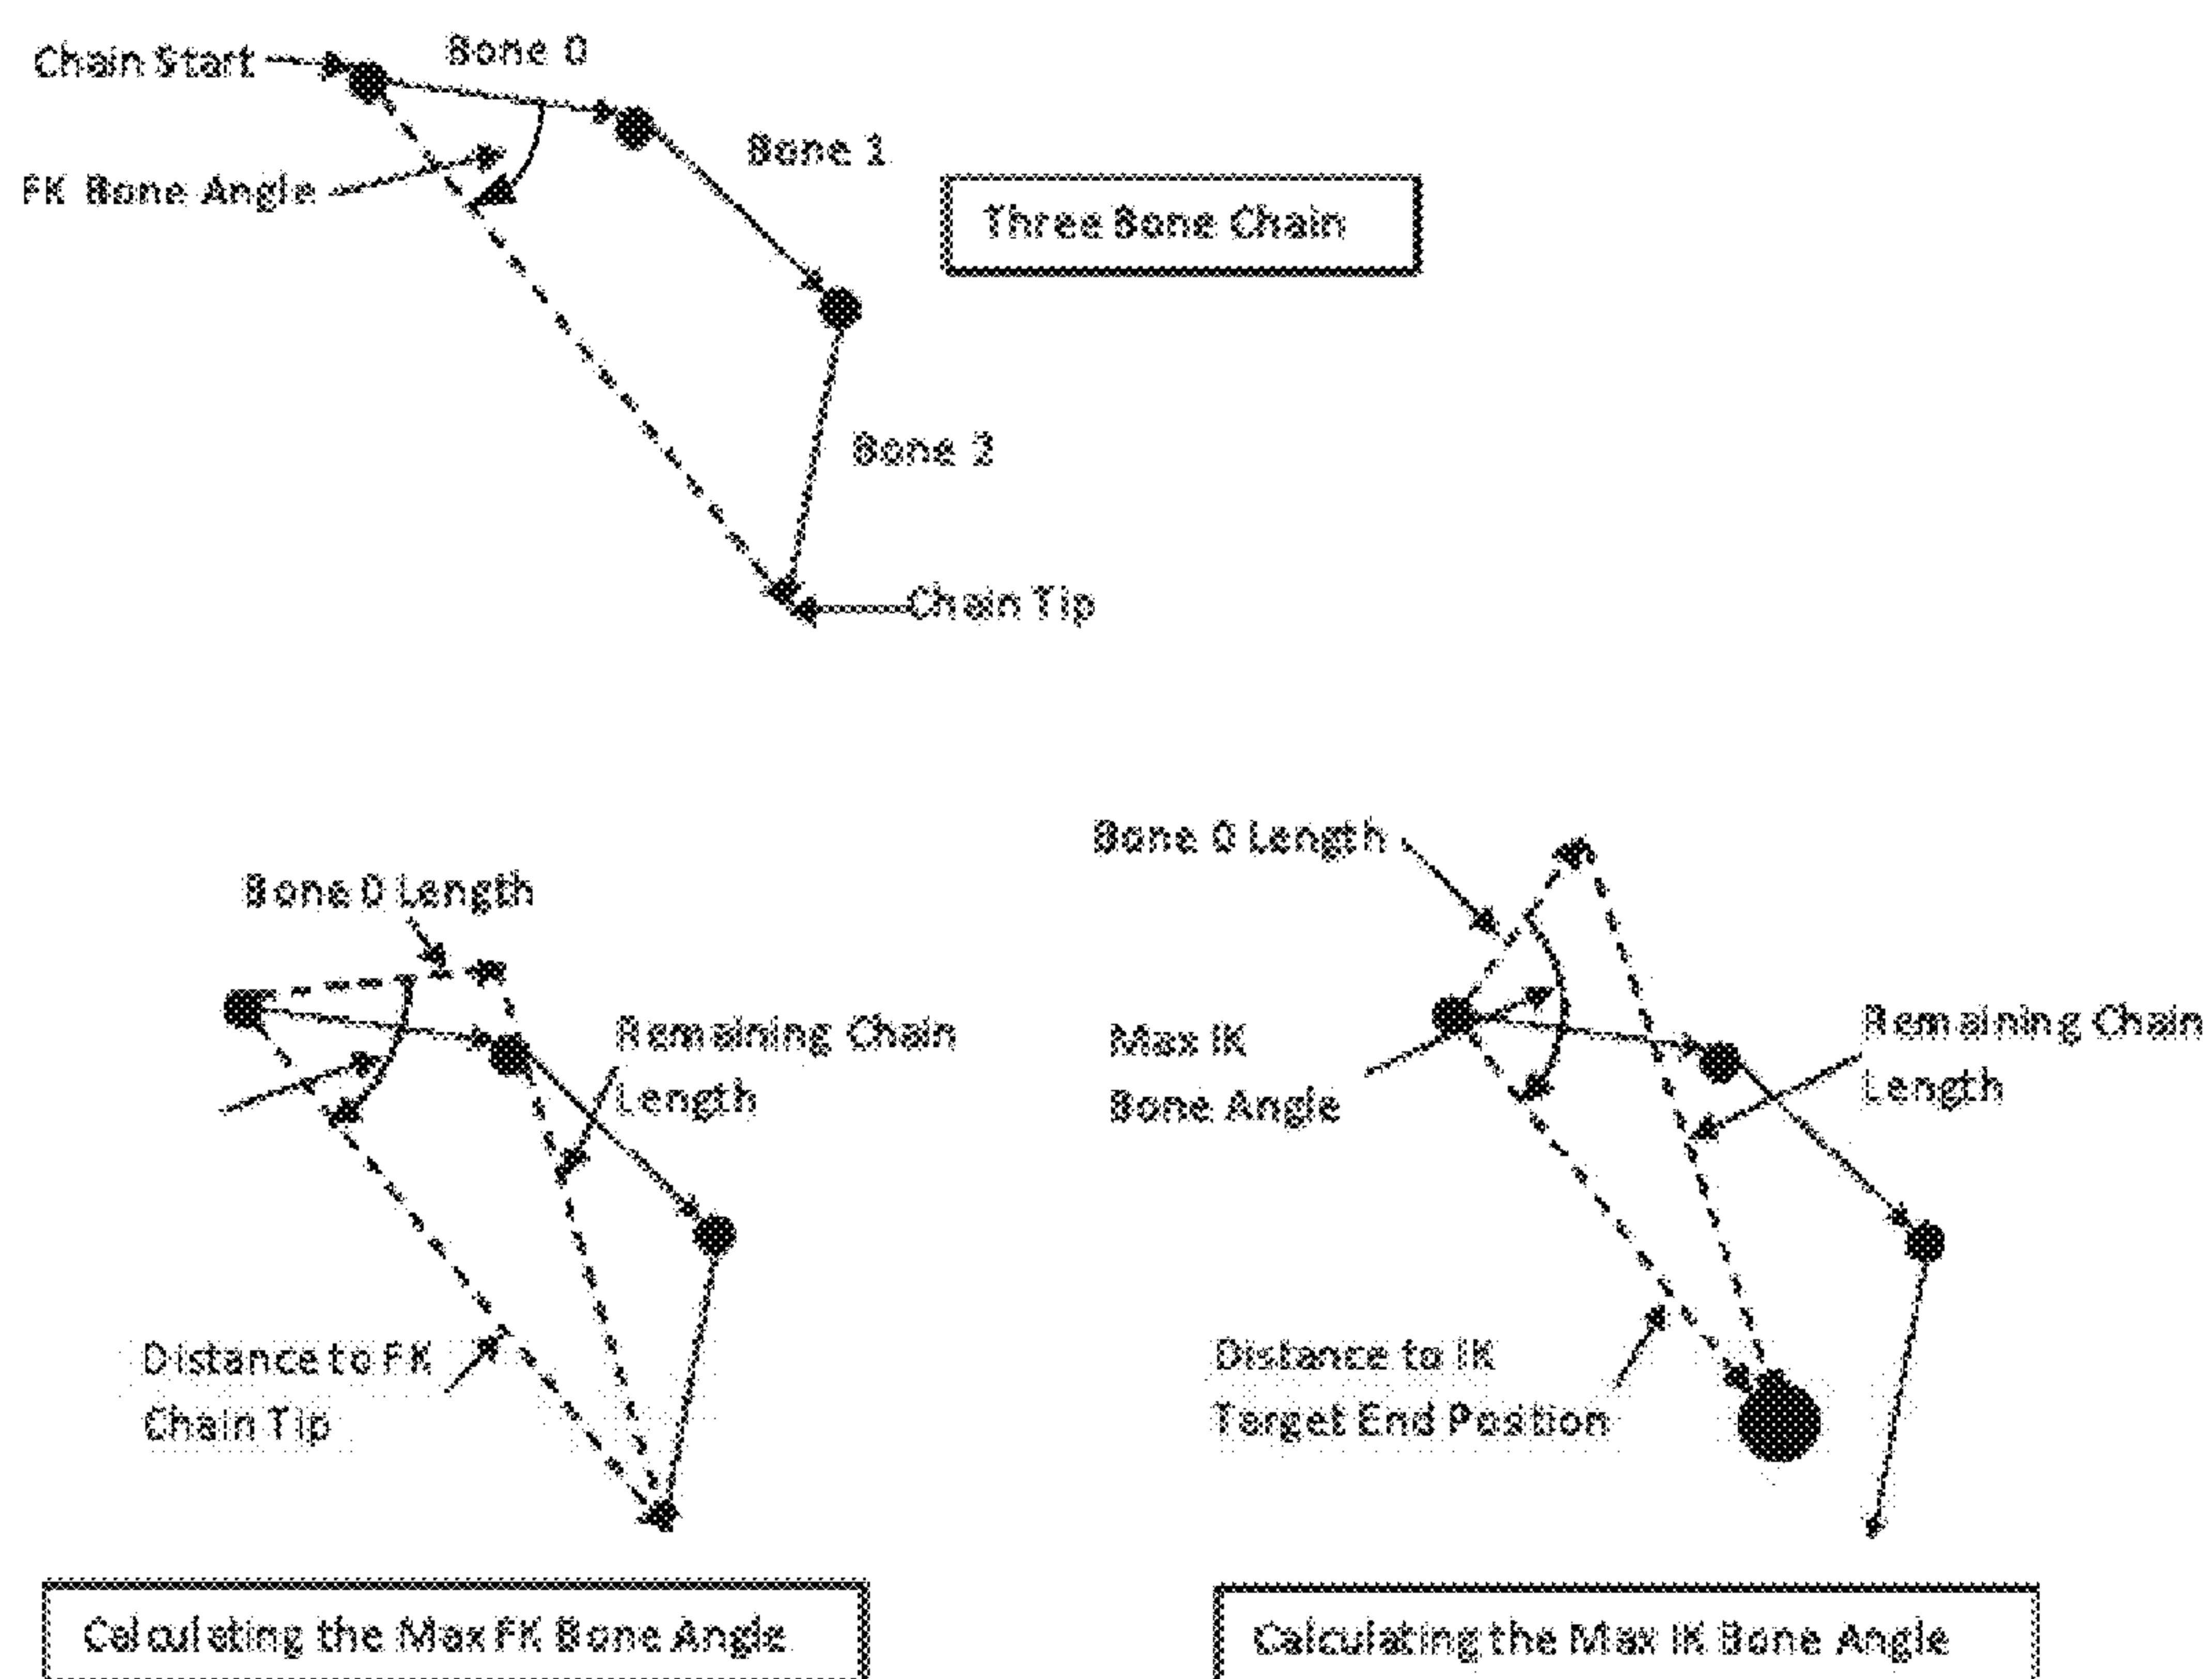 Chain Start
Bone 0
Bone 1
FK Bone Angle
Three Bone Chain
Bone 2
Chain Tip
Bone 0 Length
Remaining Chain
Length
Distance to FK
Chain Tip
Calculating the Max FK Bone Angle
Bone 0 Length
Max IK
Bone Angle
Remaining Chain
Length
Distance to IK
Target End Position
Calculating the Max IK Bone Angle